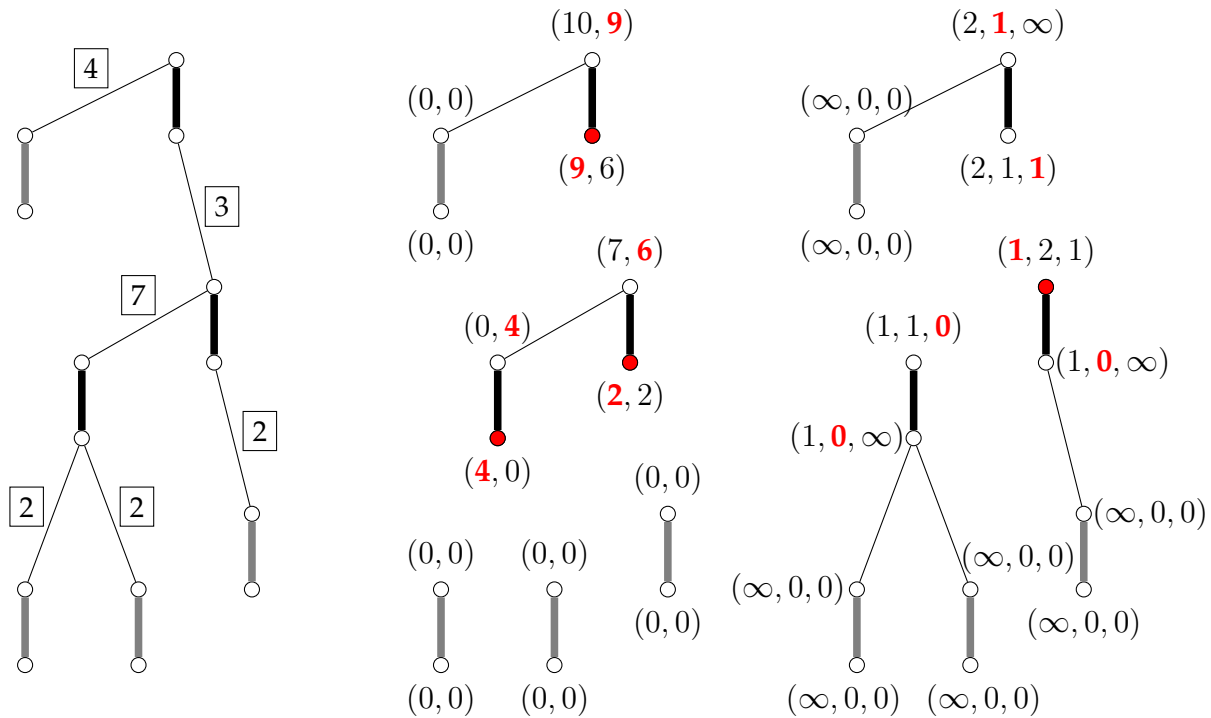 (10, 9)
(2, 1, ∞)
4
(0, 0)
(∞, 0, 0)
(9, 6)
(2, 1, 1)
3
(0, 0)
(∞, 0, 0)
(7, 6)
(1, 2, 1)
7
(0, 4)
(1, 1, 0)
(1, 0, ∞)
(2, 2)
2
(1, 0, ∞)
(4, 0)
(0, 0)
2
2
(∞, 0, 0)
(0, 0)
(0, 0)
(∞, 0, 0)
(∞, 0, 0)
(0, 0)
(∞, 0, 0)
(0, 0)
(0, 0)
(∞, 0, 0)
(∞, 0, 0)